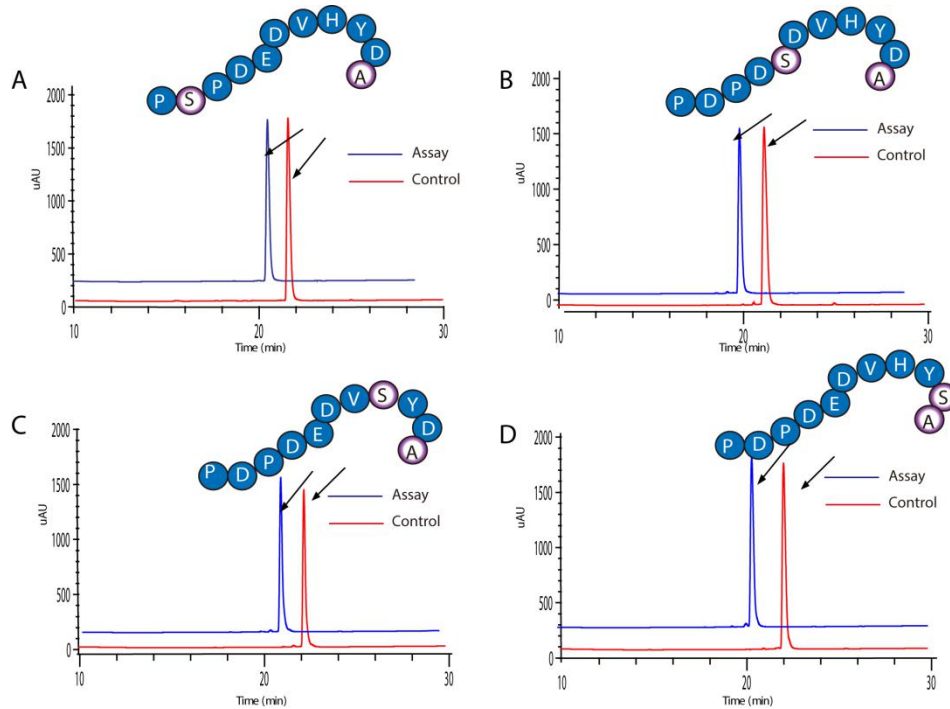 A
P S P D E D V H Y D A
2000
1500
1000
500
0
uAU
Assay
Control
10 20 30
Time (min)
B
P D P D S D V H Y D A
2000
1500
1000
500
0
uAU
Assay
Control
10 20 30
Time (min)
C
P D P D E D V S Y D A
2000
1500
1000
500
0
uAU
Assay
Control
10 20 30
Time (min)
D
P D P D E D V H Y S A
2000
1500
1000
500
0
uAU
Assay
Control
10 20 30
Time (min)